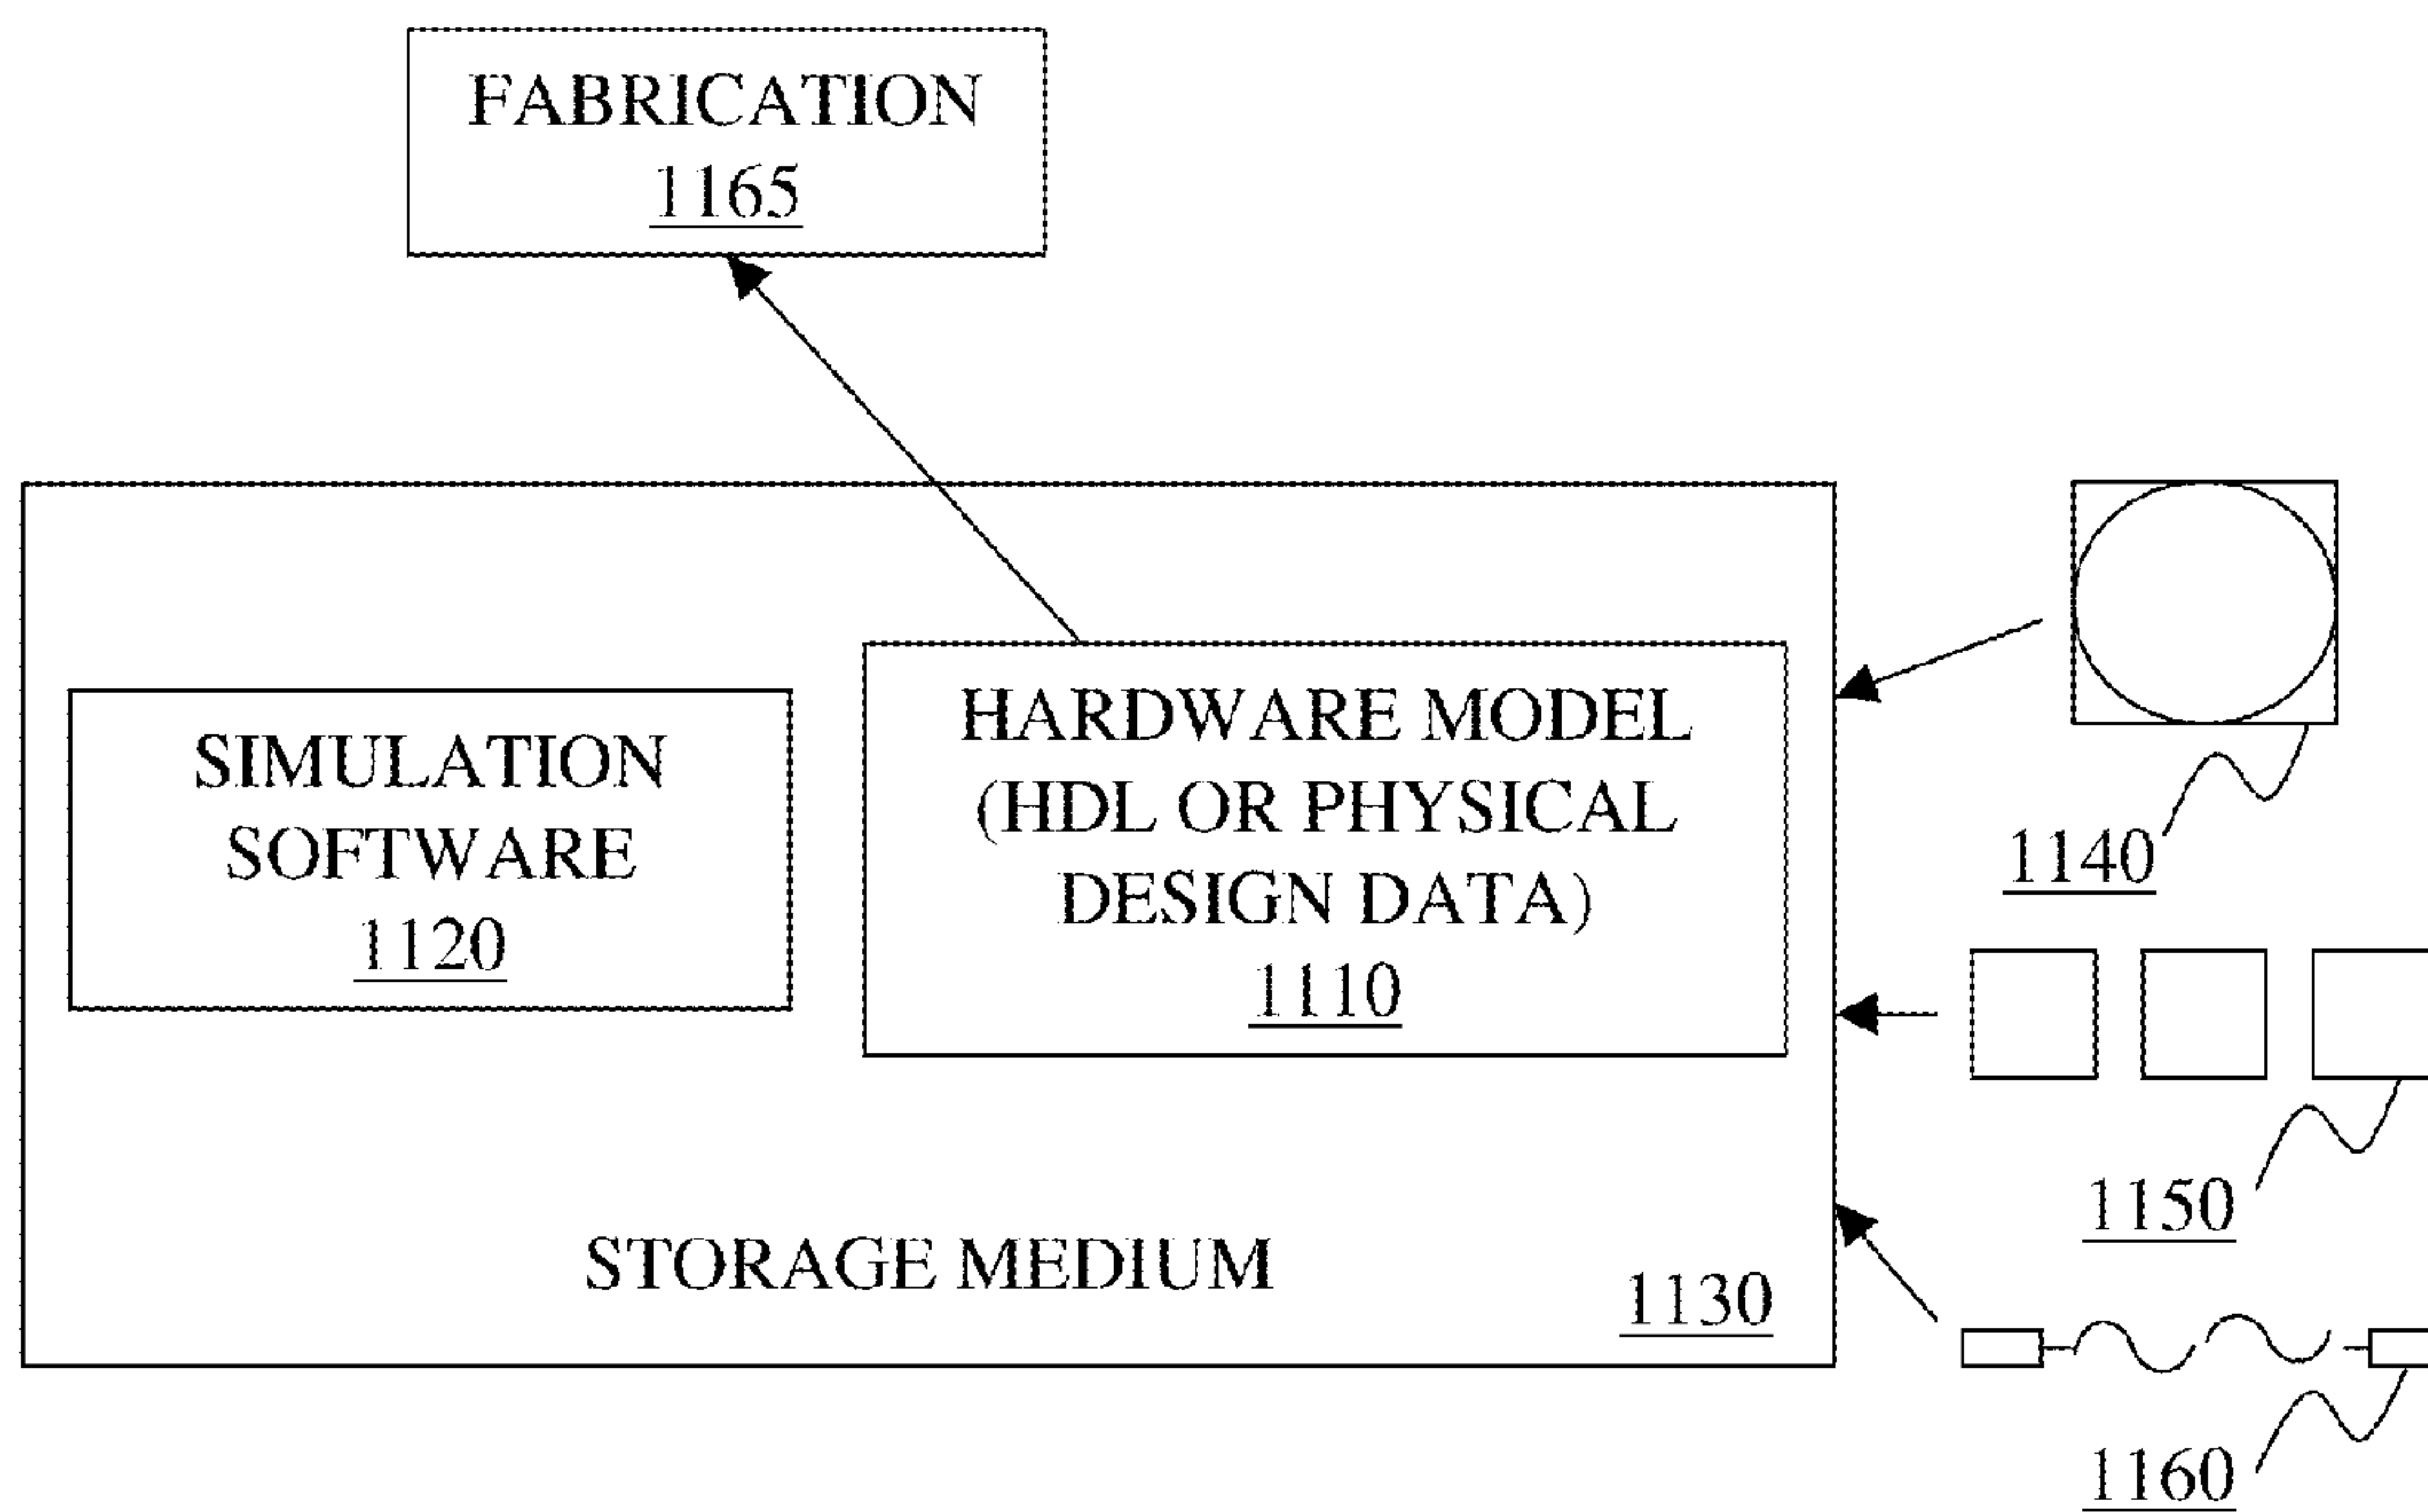 FABRICATION
1165
SIMULATION
SOFTWARE
1120
HARDWARE MODEL
(HDL OR PHYSICAL
DESIGN DATA)
1110
STORAGE MEDIUM
1130
1140
1150
1160